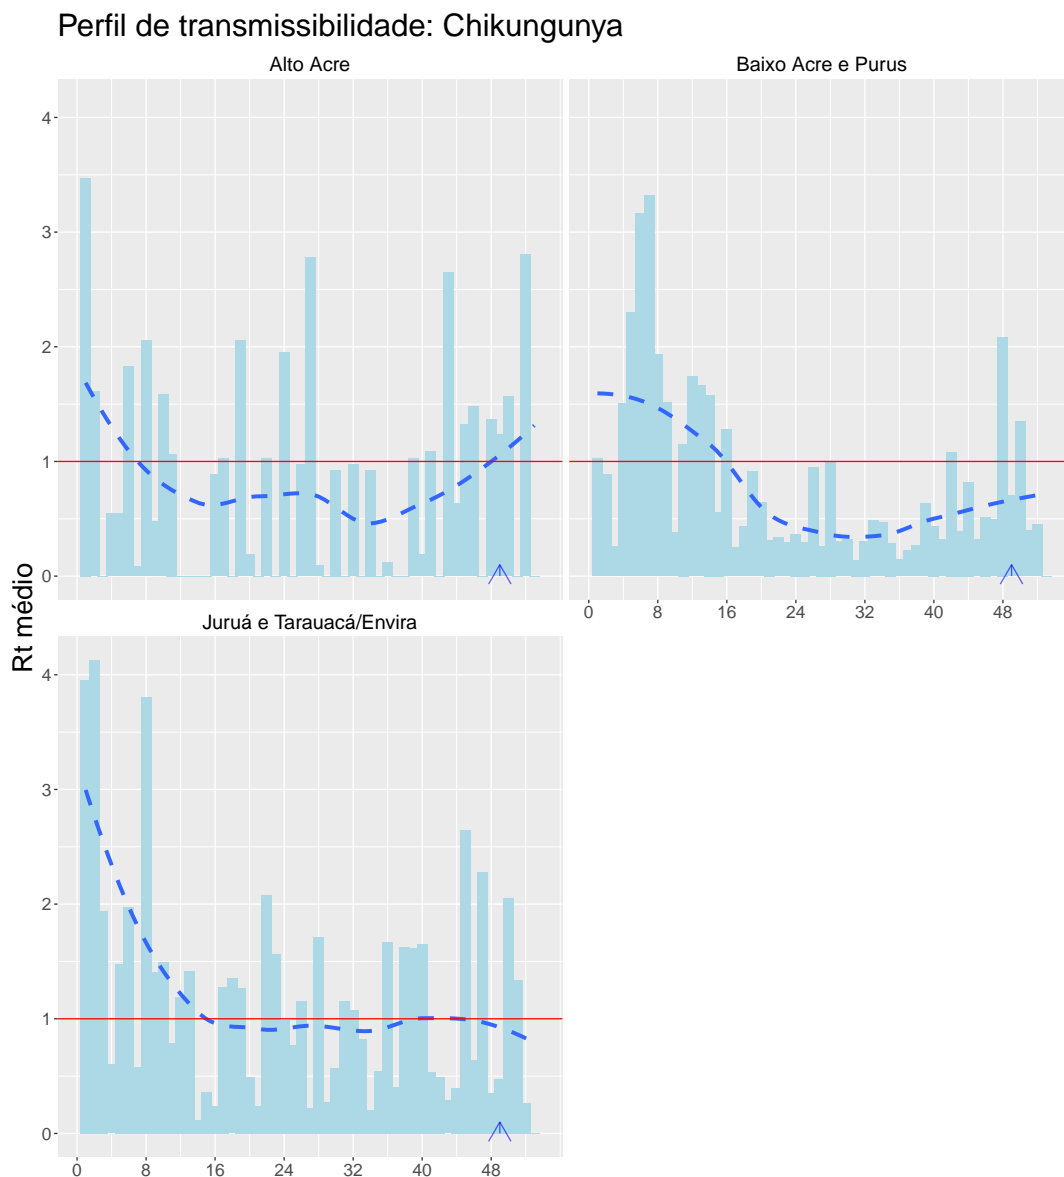 Perfil de transmissibilidade: Chikungunya
Alto Acre
Baixo Acre e Purus
4
3
2
1
0
0 8 16 24 32 40 48
Rt médio
Juruá e Tarauacá/Envira
4
3
2
1
0
0 8 16 24 32 40 48